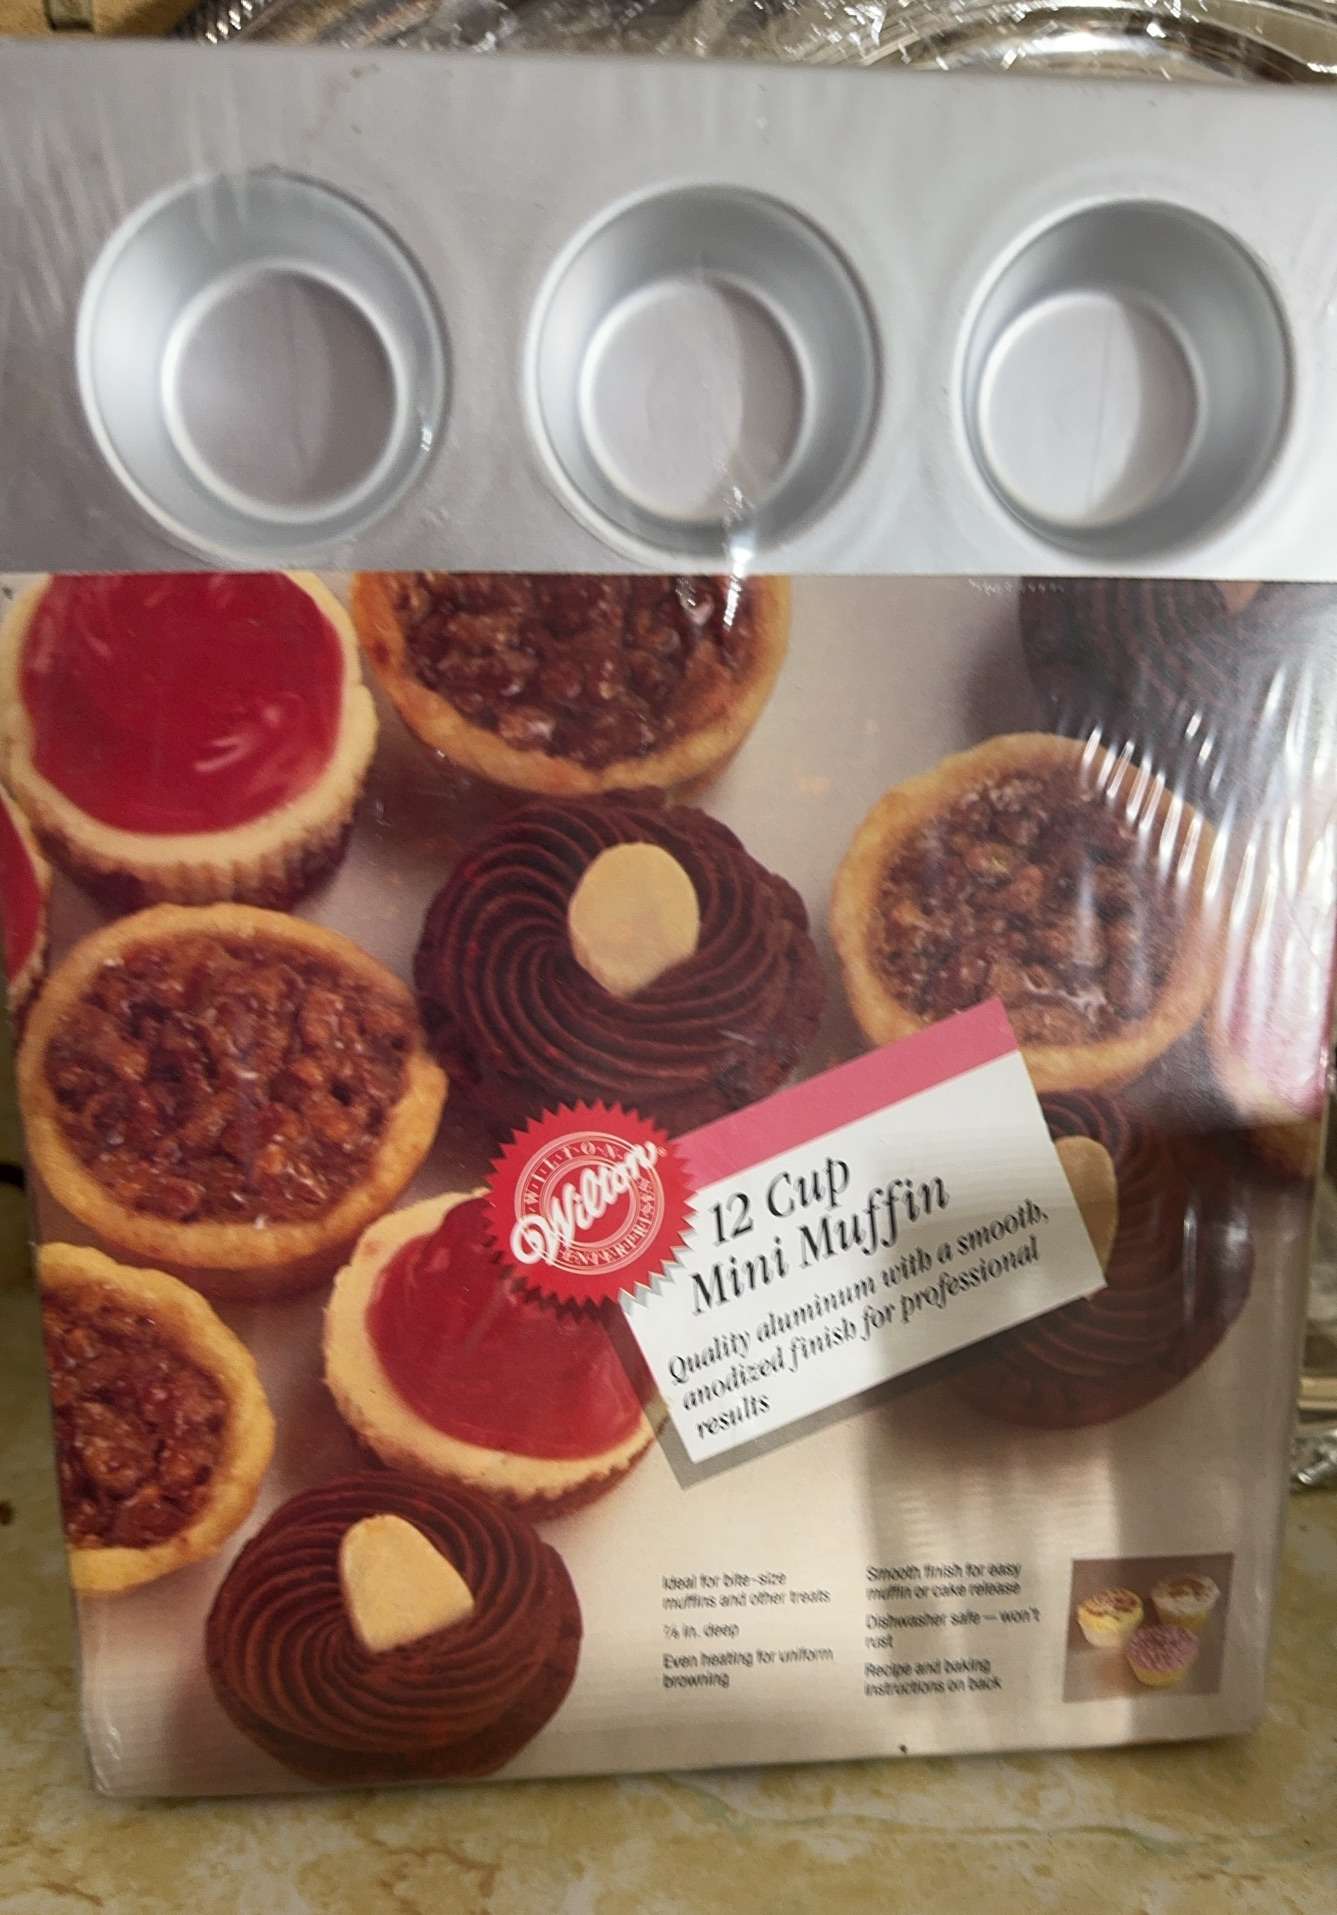 WILTON
Wilton®
ENTERPRISES
12 Cup
Mini Muffin
Quality aluminum with a smooth,
anodized finish for professional
results
Ideal for bite-size
muffins and other treats
⅞ in. deep
Even heating for uniform
browning
Smooth finish for easy
muffin or cake release
Dishwasher safe — won't
rust
Recipe and baking
instructions on back